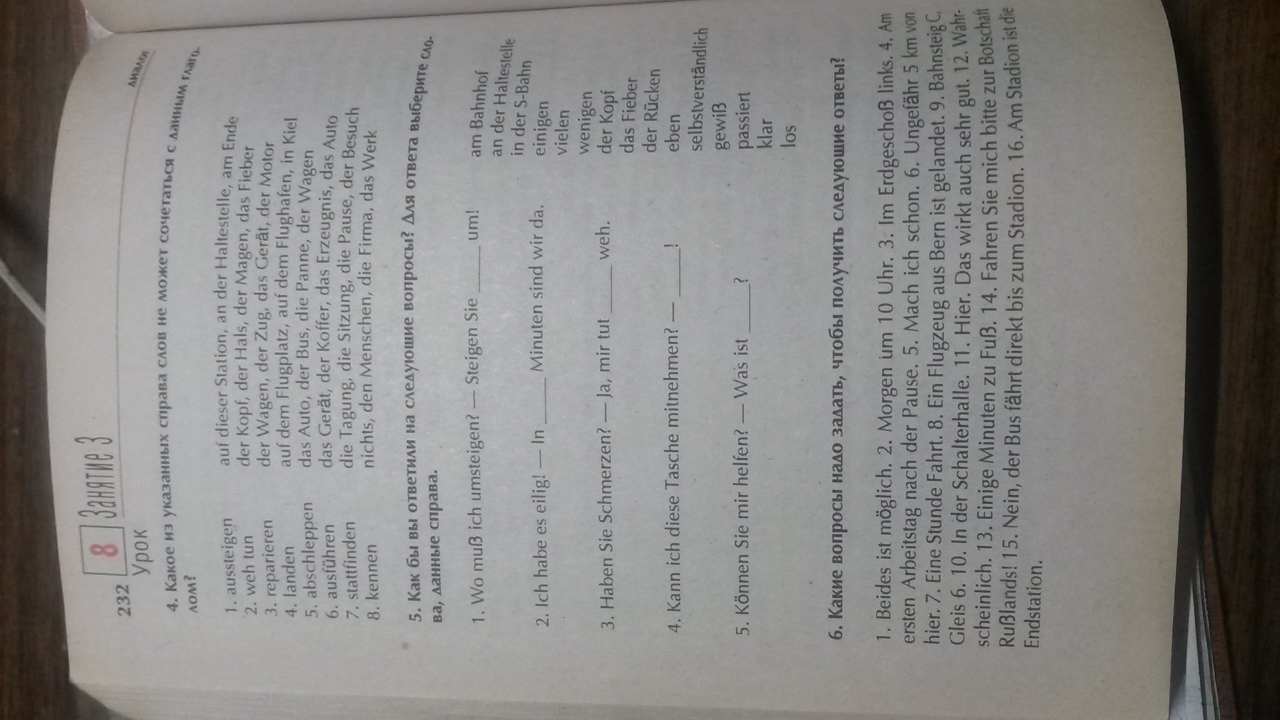 232
8 Занятие 3
Урок
4. Какое из указанных справа слов не может сочетаться с данным глаго-
лом?
1. aussteigen auf dieser Station, an der Haltestelle, am Ende
2. weh tun der Kopf, der Hals, der Magen, das Fieber
3. reparieren der Wagen, der Zug, das Gerät, der Motor
4. landen auf dem Flugplatz, auf dem Flughafen, in Kiel
5. abschleppen das Auto, der Bus, die Panne, der Wagen
6. ausführen das Gerät, der Koffer, das Erzeugnis, das Auto
7. stattfinden die Tagung, die Sitzung, die Pause, der Besuch
8. kennen nichts, den Menschen, die Firma, das Werk
5. Как бы вы ответили на следующие вопросы? Для ответа выберите сло-
ва, данные справа.
1. Wo muß ich umsteigen? — Steigen Sie ____ um! am Bahnhof
an der Haltestelle
in der S-Bahn
2. Ich habe es eilig! — In ____ Minuten sind wir da. einigen
vielen
wenigen
3. Haben Sie Schmerzen? — Ja, mir tut ____ weh. der Kopf
das Fieber
der Rücken
4. Kann ich diese Tasche mitnehmen? — ____! eben
selbstverständlich
gewiß
5. Können Sie mir helfen? — Was ist ____? passiert
klar
los
6. Какие вопросы надо задать, чтобы получить следующие ответы?
1. Beides ist möglich. 2. Morgen um 10 Uhr. 3. Im Erdgeschoß links. 4. Am
ersten Arbeitstag nach der Pause. 5. Mach ich schon. 6. Ungefähr 5 km von
hier. 7. Eine Stunde Fahrt. 8. Ein Flugzeug aus Bern ist gelandet. 9. Bahnsteig C,
Gleis 6. 10. In der Schalterhalle. 11. Hier. Das wirkt auch sehr gut. 12. Wahr-
scheinlich. 13. Einige Minuten zu Fuß. 14. Fahren Sie mich bitte zur Botschaft
Rußlands! 15. Nein, der Bus fährt direkt bis zum Stadion. 16. Am Stadion ist die
Endstation.